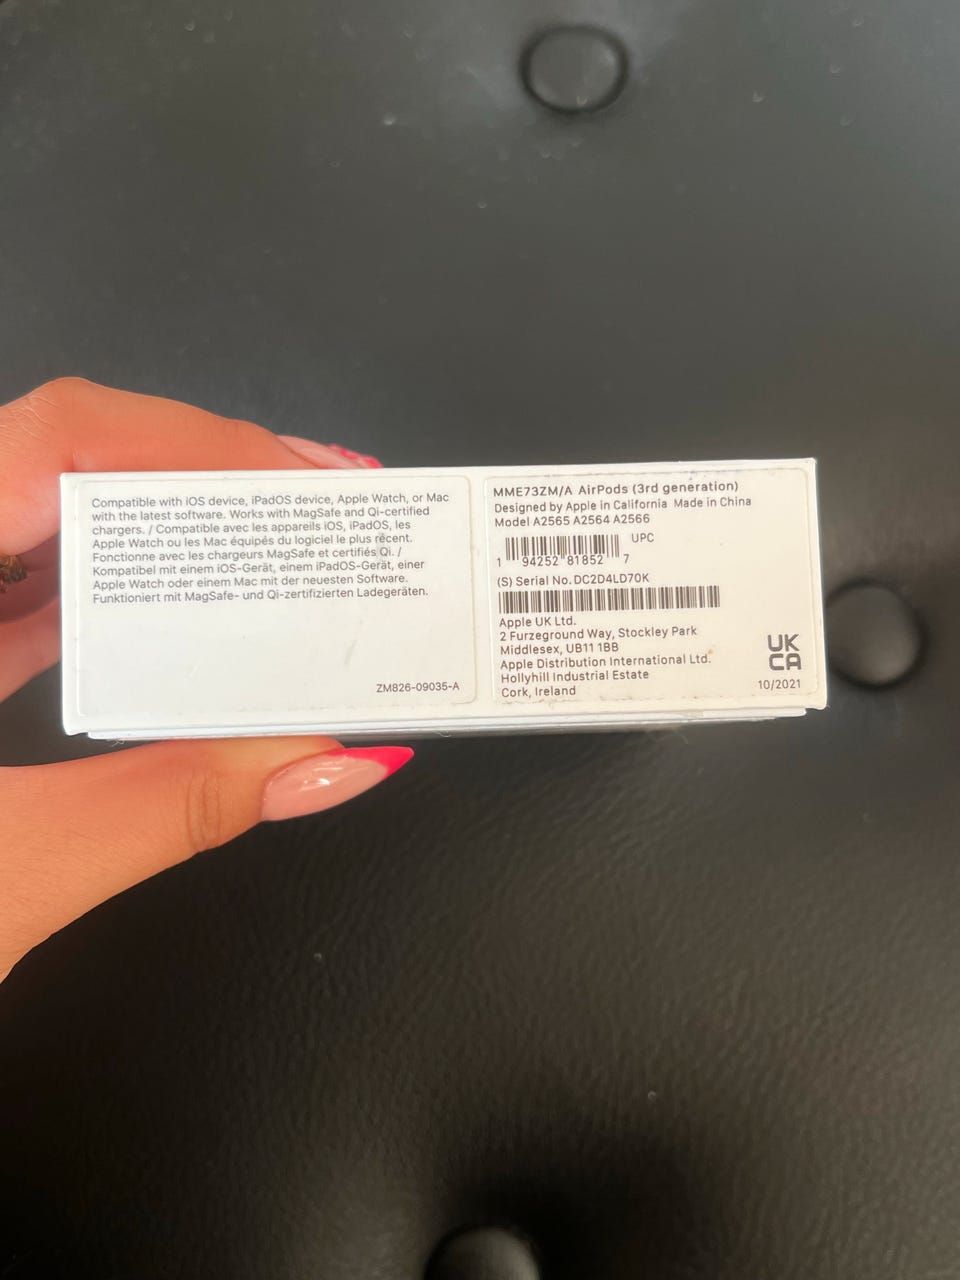 Compatible with iOS device, iPadOS device, Apple Watch, or Mac
with the latest software. Works with MagSafe and Qi-certified
chargers. / Compatible avec les appareils iOS, iPadOS, les
Apple Watch ou les Mac équipés du logiciel le plus récent.
Fonctionne avec les chargeurs MagSafe et certifiés Qi. /
Kompatibel mit einem iOS-Gerät, einem iPadOS-Gerät, einer
Apple Watch oder einem Mac mit der neuesten Software.
Funktioniert mit MagSafe- und Qi-zertifizierten Ladegeräten.
ZM826-09035-A
MME73ZM/A AirPods (3rd generation)
Designed by Apple in California Made in China
Model A2565 A2564 A2566
UPC
1 94252 81852 7
(S) Serial No. DC2D4LD70K
Apple UK Ltd.
2 Furzeground Way, Stockley Park
Middlesex, UB11 1BB
Apple Distribution International Ltd.
Hollyhill Industrial Estate
Cork, Ireland
UK
CA
10/2021